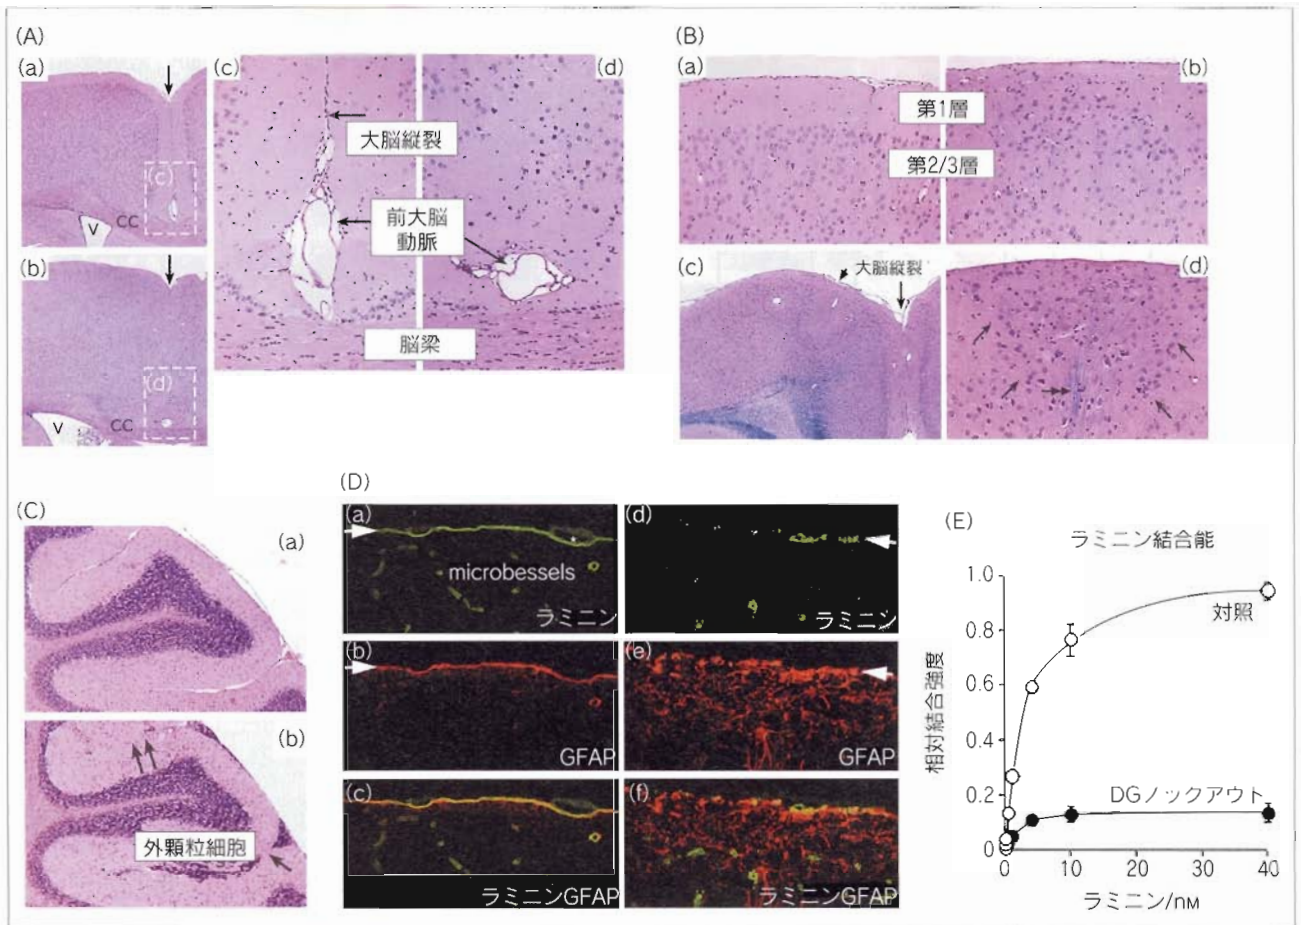 (A)
(a)
(c)
CC
V
(b)
(d)
CC
V
(c)
(d)
大脳縦裂
前大脳
動脈
脳梁
(B)
(a)
(b)
第1層
第2/3層
(c)
大脳縦裂
(d)
(C)
(a)
(b)
外顆粒細胞
(D)
(a)
microbessels
ラミニン
(b)
GFAP
(c)
ラミニンGFAP
(d)
ラミニン
(e)
GFAP
(f)
ラミニンGFAP
(E)
ラミニン結合能
相対結合強度
1.0
0.8
0.6
0.4
0.2
0
対照
DGノックアウト
0
10
20
30
40
ラミニン/nM